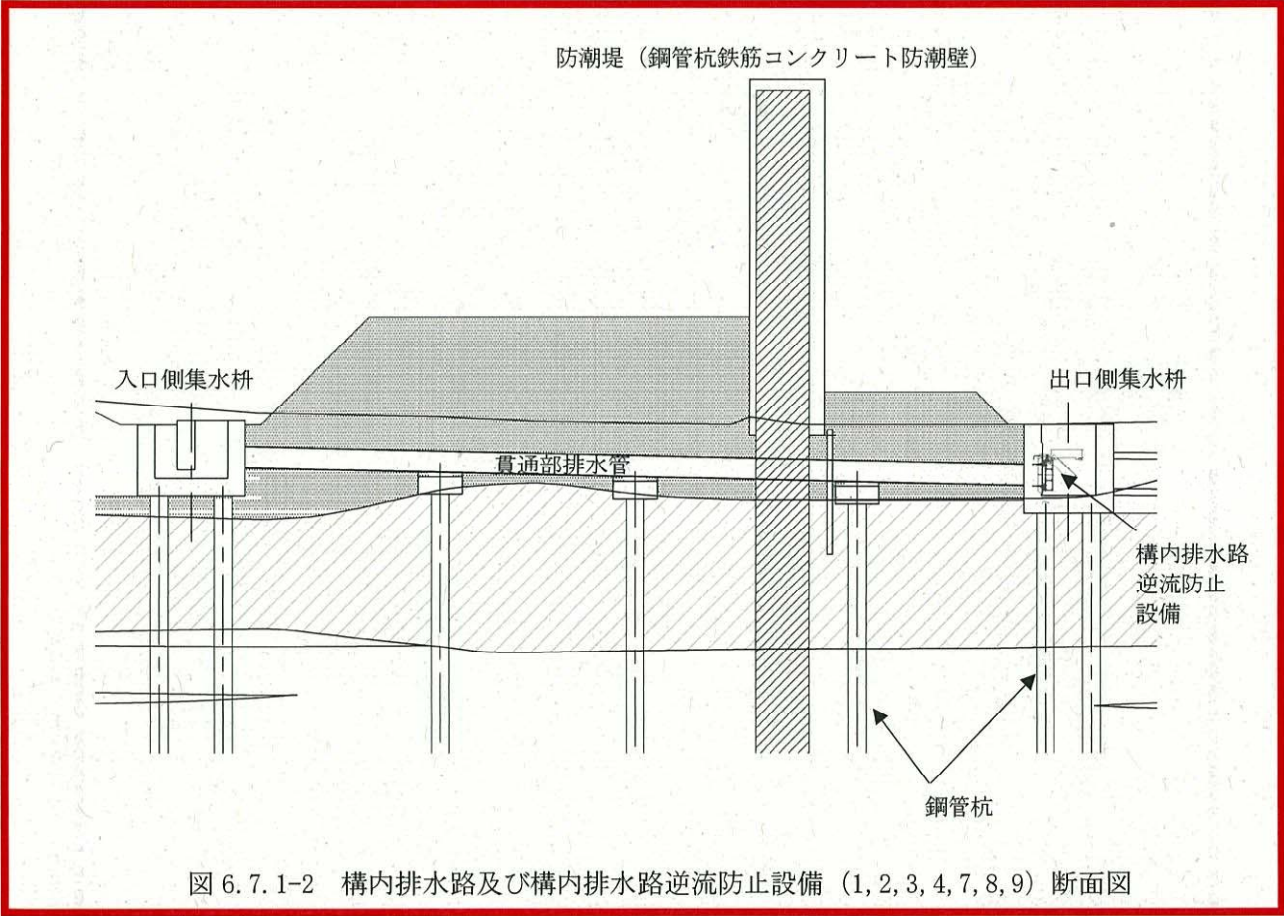 防潮堤（鋼管杭鉄筋コンクリート防潮壁）
入口側集水枡
出口側集水枡
貫通部排水管
構内排水路
逆流防止
設備
鋼管杭
図 6.7.1-2 構内排水路及び構内排水路逆流防止設備（1,2,3,4,7,8,9）断面図